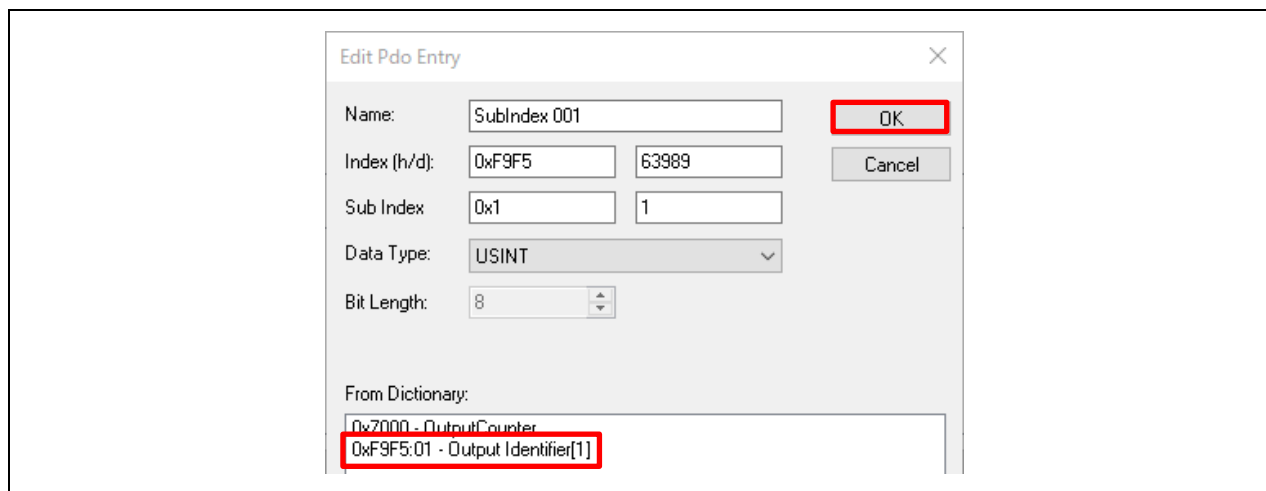 Edit Pdo Entry
Name: SubIndex 001 OK
Index (h/d): 0xF9F5 63989 Cancel
Sub Index 0x1 1
Data Type: USINT
Bit Length: 8
From Dictionary:
0x7000 - OutputCounter
0xF9F5:01 - Output Identifier[1]